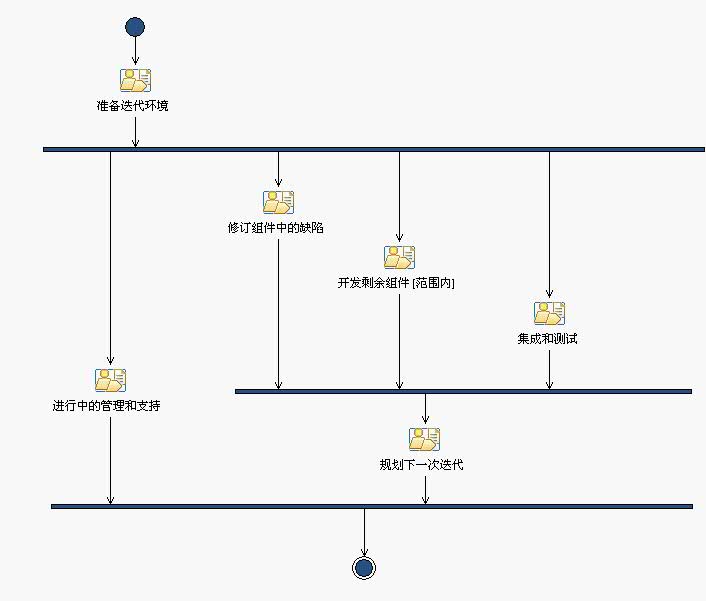 准备迭代环境
修订组件中的缺陷
开发剩余组件 [范围内]
集成和测试
进行中的管理和支持
规划下一次迭代